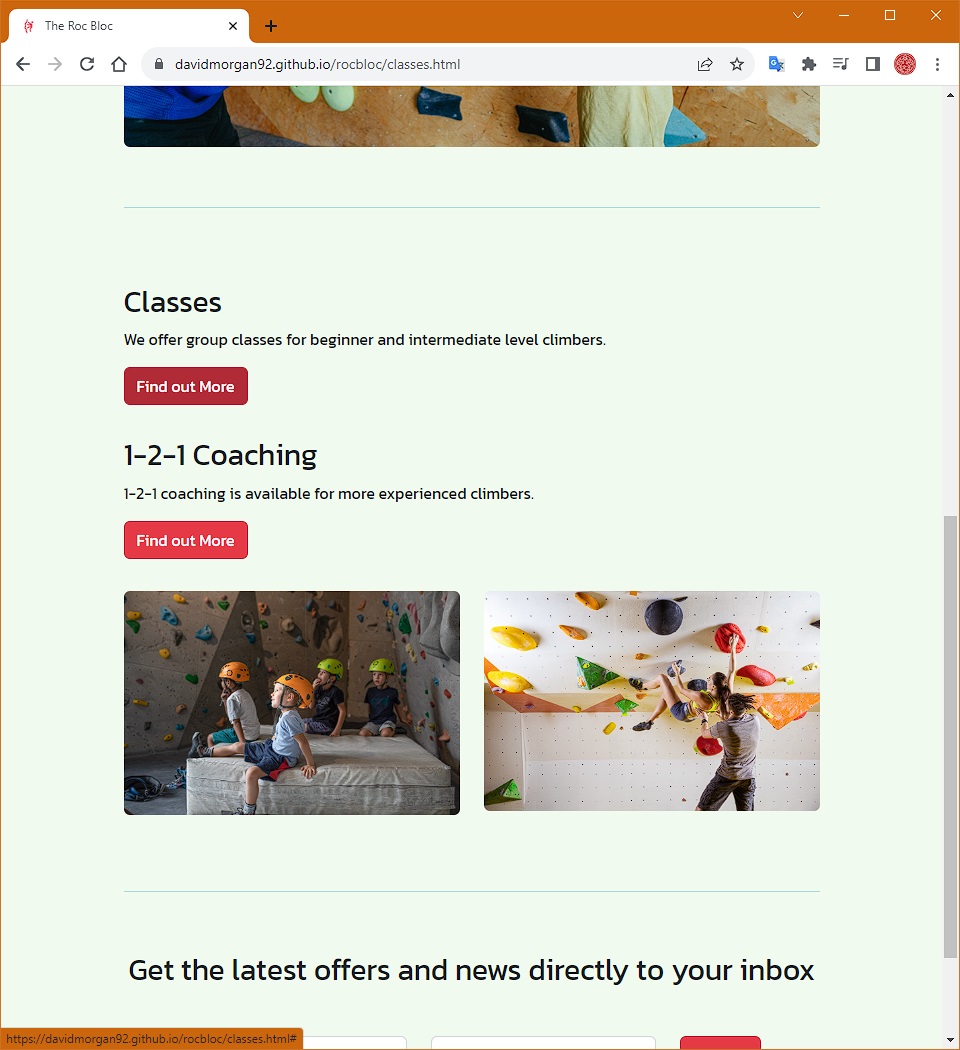 The Roc Bloc
davidmorgan92.github.io/rocbloc/classes.html
Classes
We offer group classes for beginner and intermediate level climbers.
Find out More
1-2-1 Coaching
1-2-1 coaching is available for more experienced climbers.
Find out More
Get the latest offers and news directly to your inbox
https://davidmorgan92.github.io/rocbloc/classes.html#